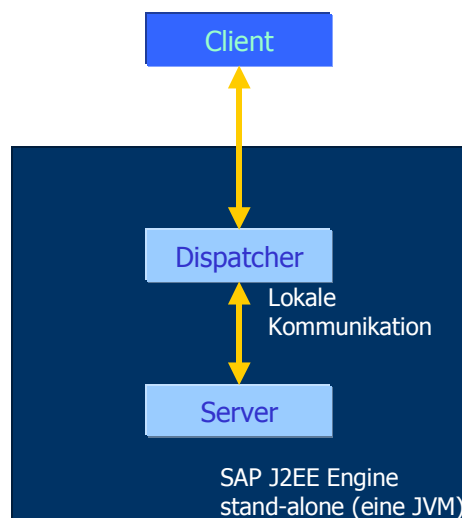 Client
Dispatcher
Lokale
Kommunikation
Server
SAP J2EE Engine
stand-alone (eine JVM)